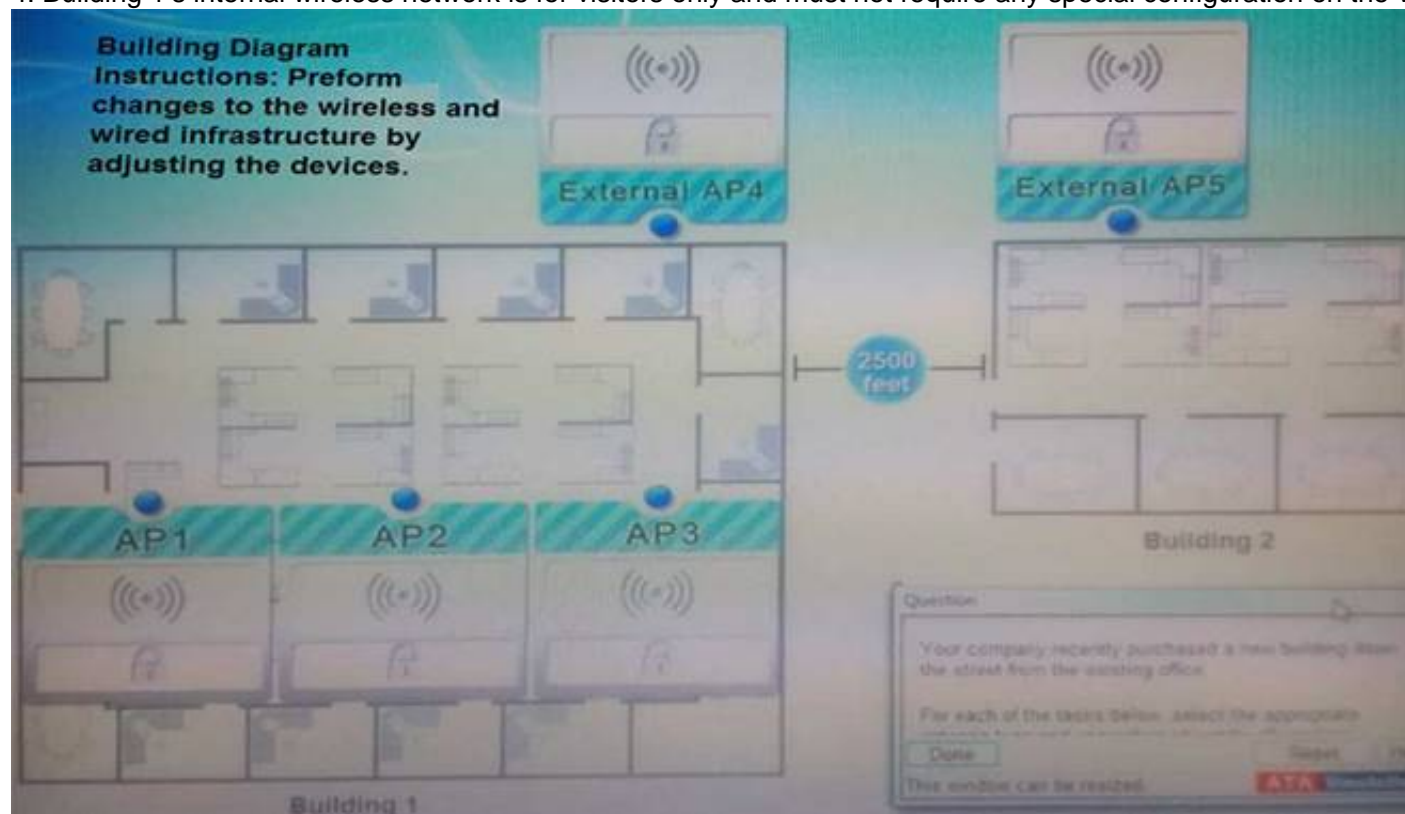 Building 1's internal wireless network is for visitors only and must not require any special configuration on the
Building Diagram
Instructions: Preform
changes to the wireless and
wired infrastructure by
adjusting the devices.
External AP4
External AP5
2500
feet
AP1
AP2
AP3
Building 2
Building 1
Question
Your company recently purchased a new building down
the street from the existing office.
For each of the tasks below, select the appropriate
Done
Reset
This window can be resized.
ATA